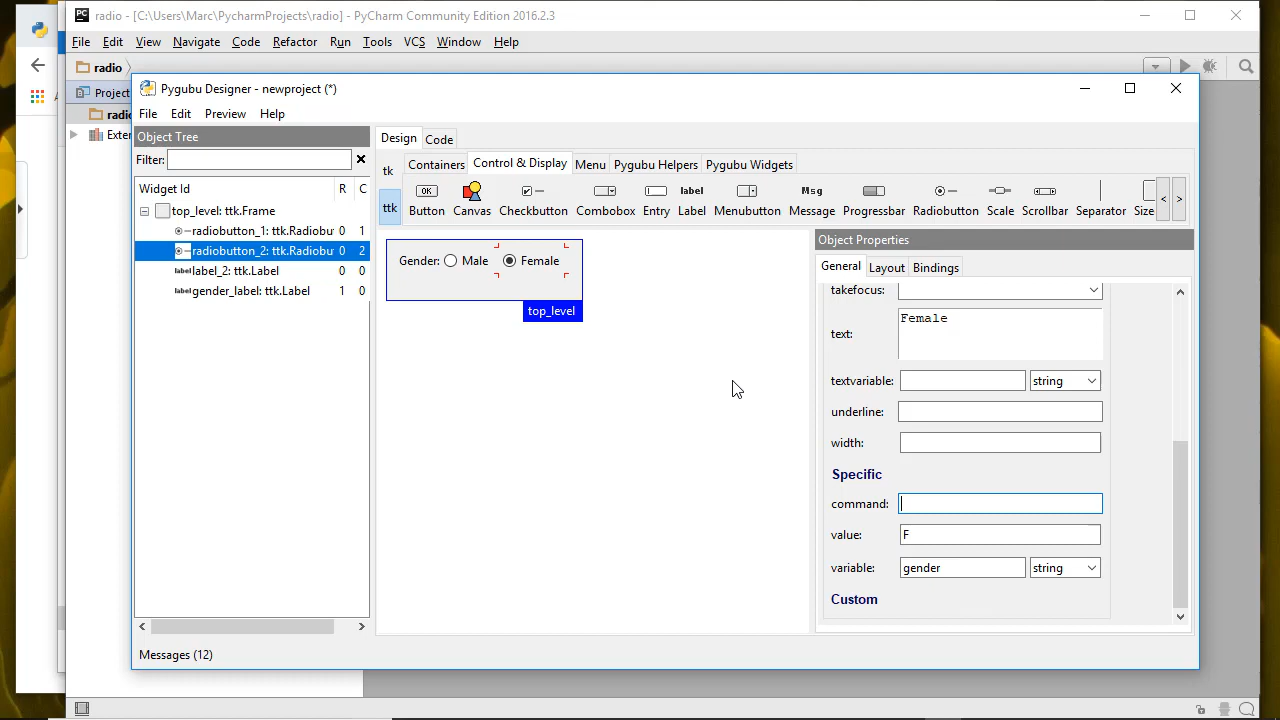 radio - [C:\Users\Marc\PycharmProjects\radio] - PyCharm Community Edition 2016.2.3
File Edit View Navigate Code Refactor Run Tools VCS Window Help
radio
Project
radio
Pygubu Designer - newproject (*)
File Edit Preview Help
Object Tree
Filter:
Widget Id R C
top_level: ttk.Frame
radiobutton_1: ttk.Radiobu 0 1
radiobutton_2: ttk.Radiobu 0 2
label_2: ttk.Label 0 0
gender_label: ttk.Label 1 0
Design Code
tk
ttk
Containers Control & Display Menu Pygubu Helpers Pygubu Widgets
OK label Msg
Button Canvas Checkbutton Combobox Entry Label Menubutton Message Progressbar Radiobutton Scale Scrollbar Separator Size
Gender: Male Female
top_level
Object Properties
General Layout Bindings
takefocus:
text: Female
textvariable: string
underline:
width:
Specific
command:
value: F
variable: gender string
Custom
Messages (12)